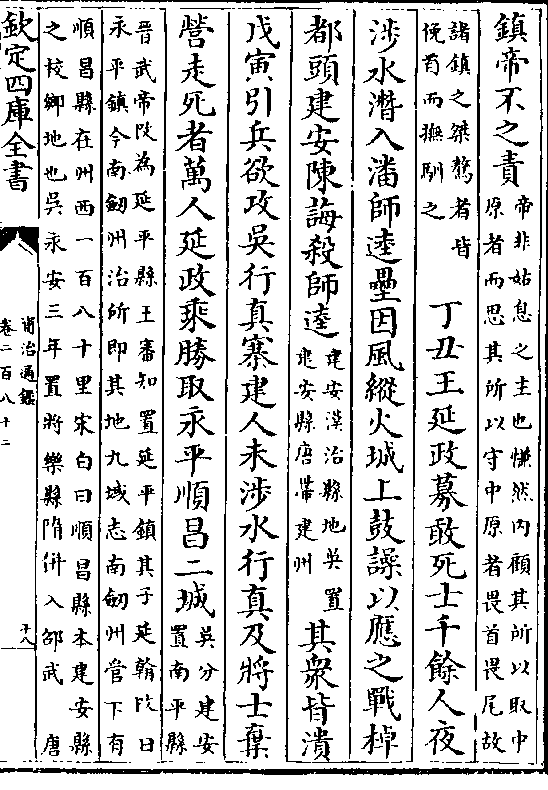 鎮帝不之責帝非姑息之主也慊然内顧其所以取中
原者而思其所以守中原者畏首畏尾故
諸鎮之桀驁者皆
俛首而撫馴之丁丑王延政募敢死士千餘人夜
涉水潛入潘師逵壘因風縱火城上鼓譟以應之戰棹
都頭建安陳誨殺師逵建安漢治縣地吳置
建安縣唐帶建州其衆皆潰
戊寅引兵欲攻吳行真寨建人未涉水行真及將士棄
營走死者萬人延政乘勝取永平順昌二城吳分建安
置南平縣
晉武帝改為延平縣王審知置延平鎮其子延翰改曰
永平鎮今南劒州治所即其地九域志南劒州管下有
順昌縣在州西一百八十里宋白曰順昌縣本建安縣
之校鄉地也吳永安三年置將樂縣隋併入邵武唐
欽定四庫全書
資治通鑑
卷二百八十二
十八